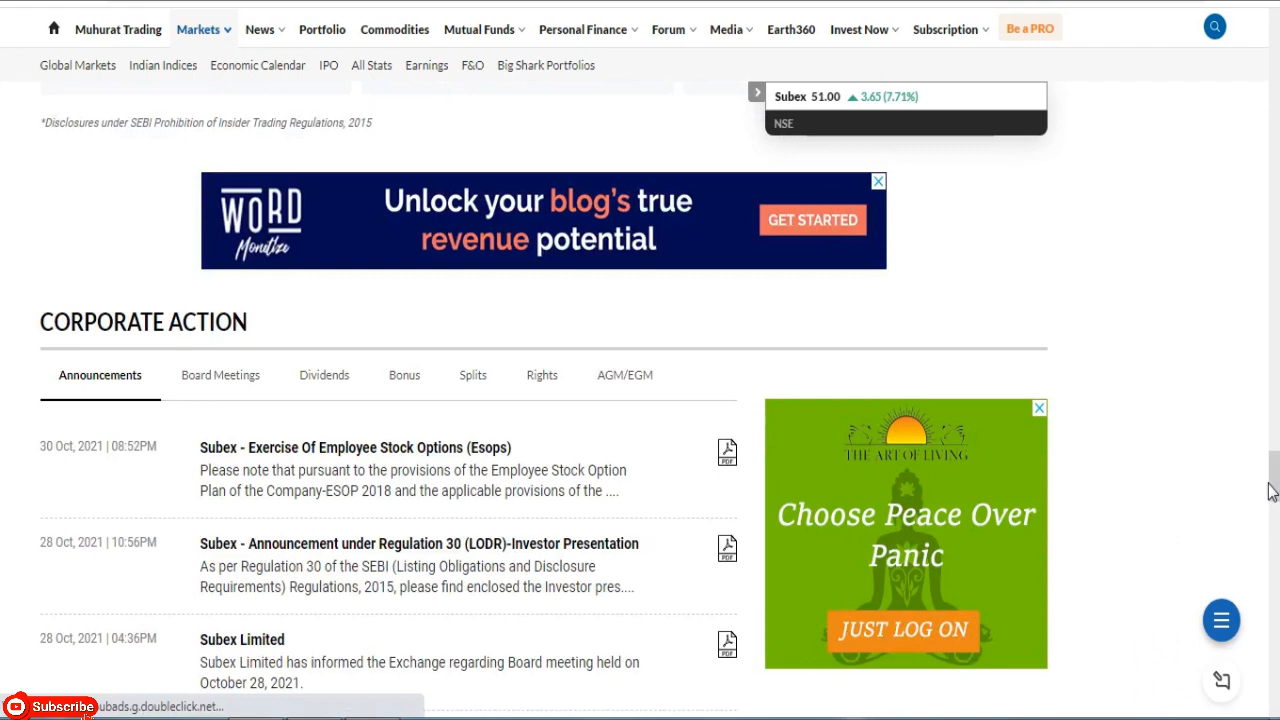 Muhurat Trading Markets News Portfolio Commodities Mutual Funds Personal Finance Forum Media Earth360 Invest Now Subscription Be a PRO
Global Markets Indian Indices Economic Calendar IPO All Stats Earnings F&O Big Shark Portfolios
Subex 51.00 3.65 (7.71%)
NSE
*Disclosures under SEBI Prohibition of Insider Trading Regulations, 2015
WORD
Monetize
Unlock your blog's true
revenue potential
GET STARTED
CORPORATE ACTION
Announcements Board Meetings Dividends Bonus Splits Rights AGM/EGM
30 Oct, 2021 | 08:52PM
Subex - Exercise Of Employee Stock Options (Esops)
Please note that pursuant to the provisions of the Employee Stock Option
Plan of the Company-ESOP 2018 and the applicable provisions of the ....
PDF
28 Oct, 2021 | 10:56PM
Subex - Announcement under Regulation 30 (LODR)-Investor Presentation
As per Regulation 30 of the SEBI (Listing Obligations and Disclosure
Requirements) Regulations, 2015, please find enclosed the Investor pres....
PDF
28 Oct, 2021 | 04:36PM
Subex Limited
Subex Limited has informed the Exchange regarding Board meeting held on
October 28, 2021.
PDF
THE ART OF LIVING
Choose Peace Over
Panic
JUST LOG ON
Subscribe
ubads.g.doubleclick.net...